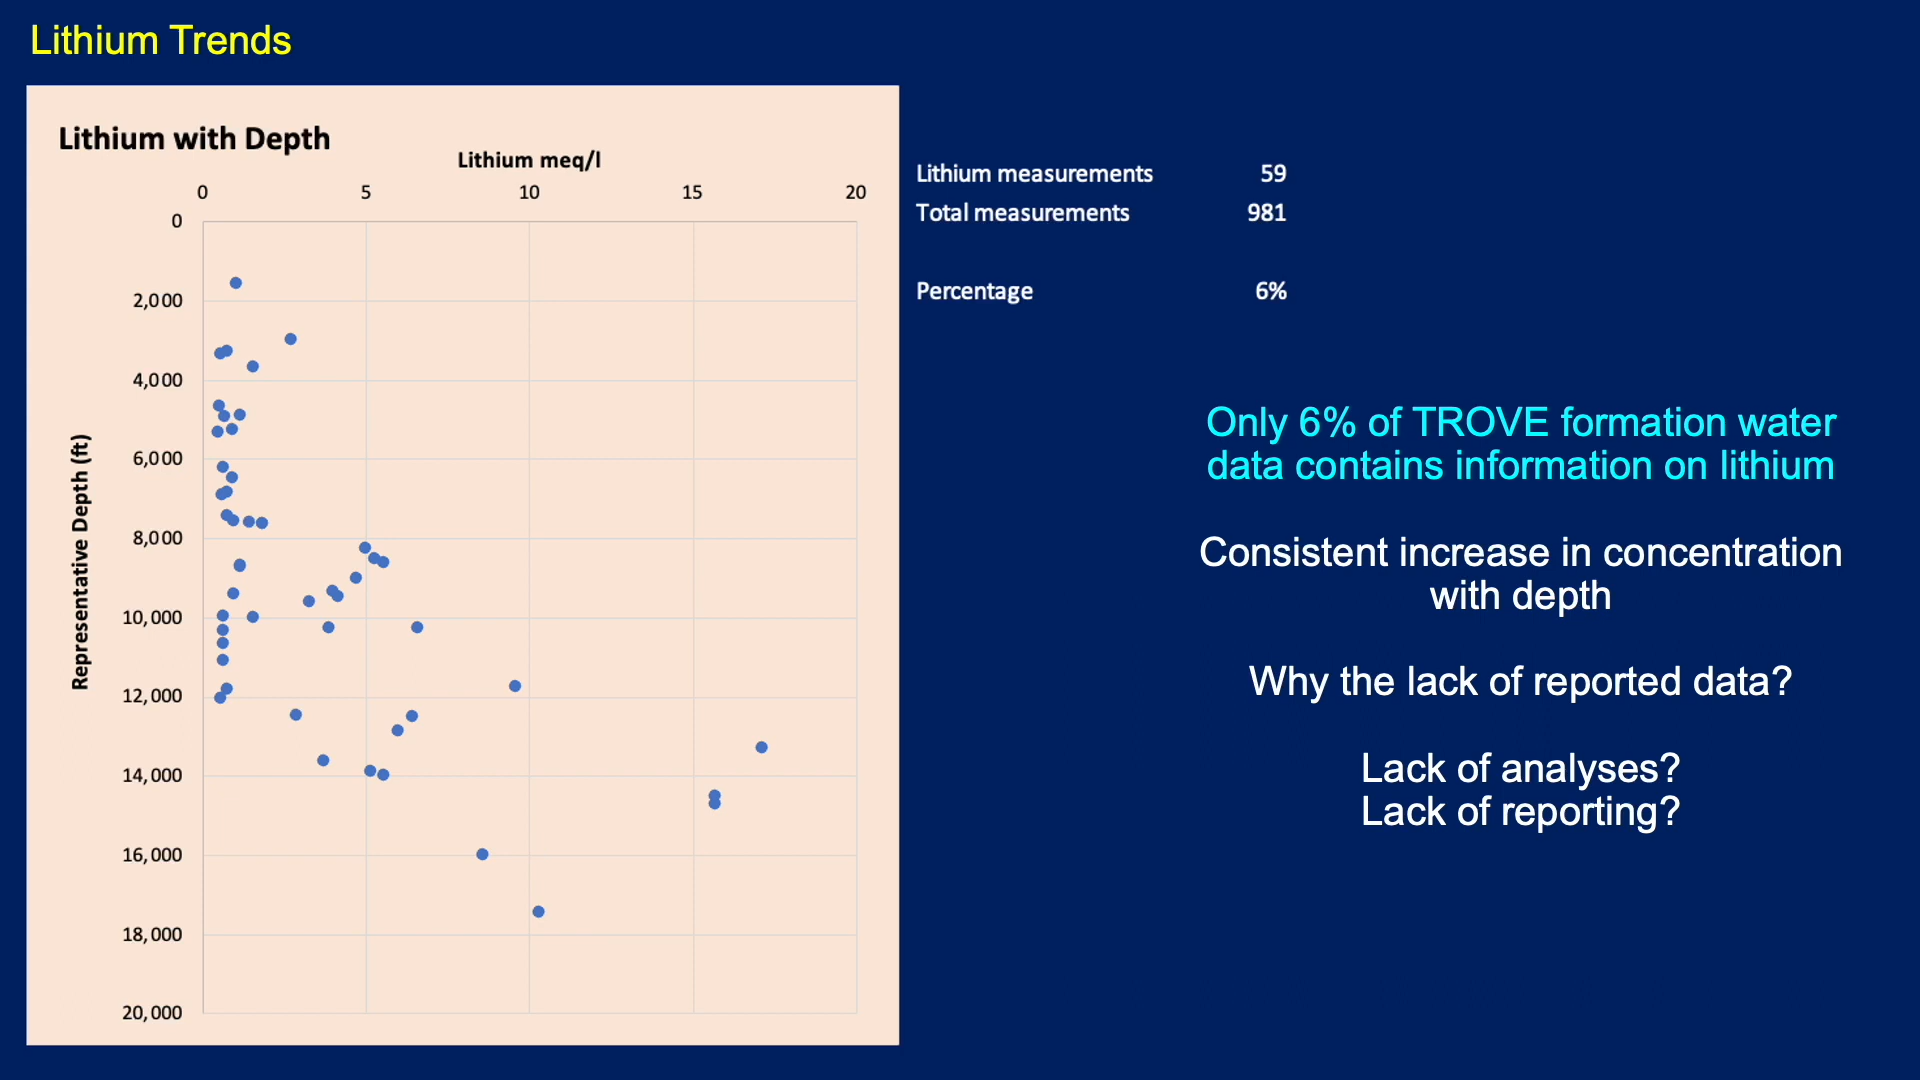 Lithium Trends
Lithium with Depth
Lithium meq/l
0 5 10 15 20
0
2,000
4,000
6,000
8,000
10,000
12,000
14,000
16,000
18,000
20,000
Representative Depth (ft)
Lithium measurements 59
Total measurements 981
Percentage 6%
Only 6% of TROVE formation water
data contains information on lithium
Consistent increase in concentration
with depth
Why the lack of reported data?
Lack of analyses?
Lack of reporting?